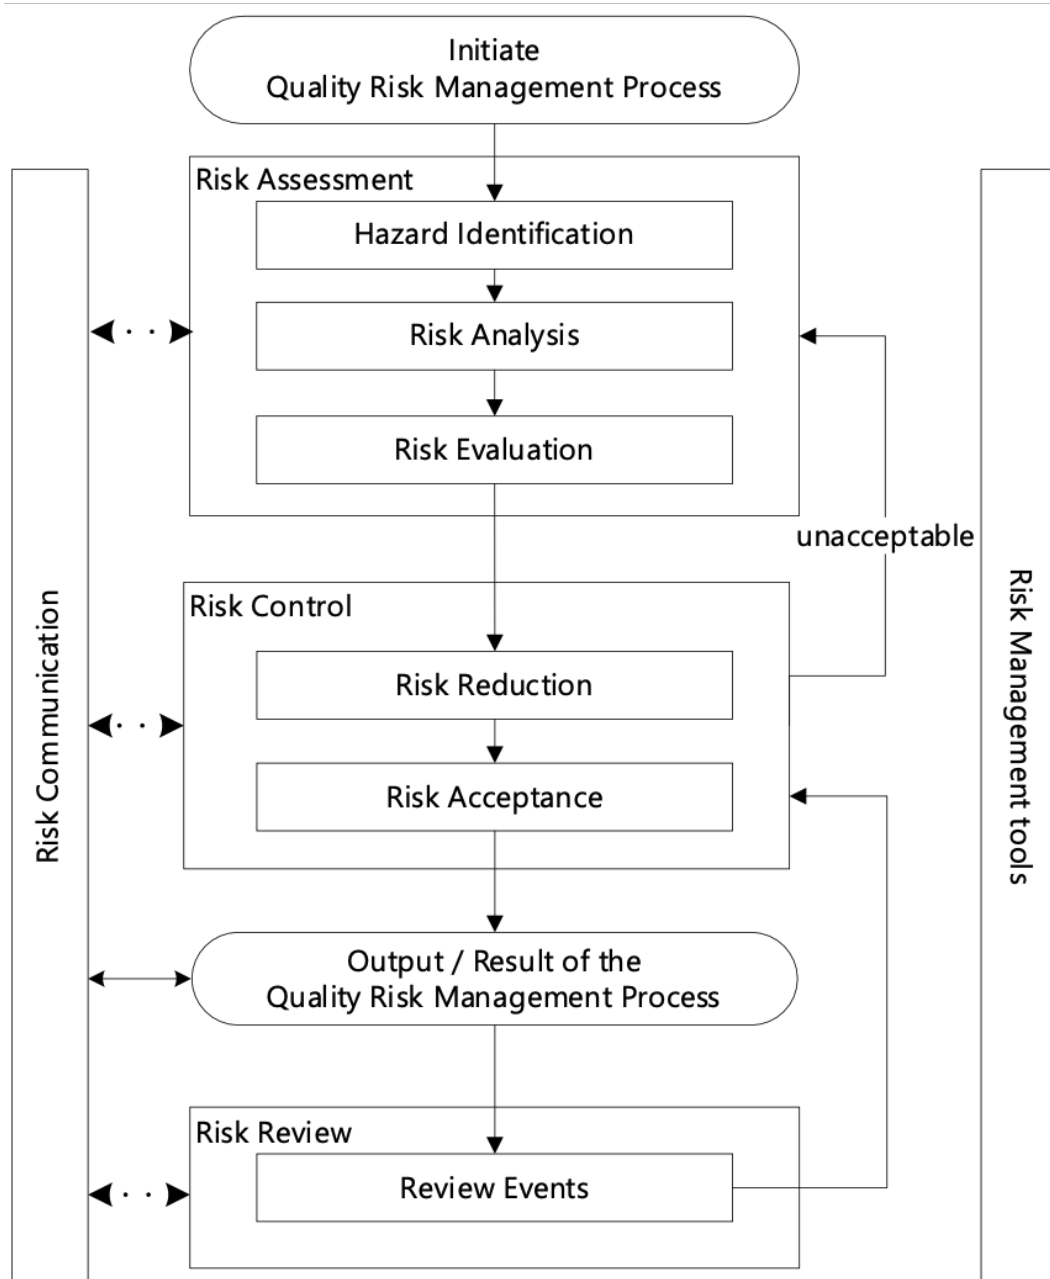 Initiate
Quality Risk Management Process
Risk Assessment
Hazard Identification
Risk Analysis
Risk Evaluation
unacceptable
Risk Control
Risk Reduction
Risk Acceptance
Output / Result of the
Quality Risk Management Process
Risk Review
Review Events
Risk Communication
Risk Management tools